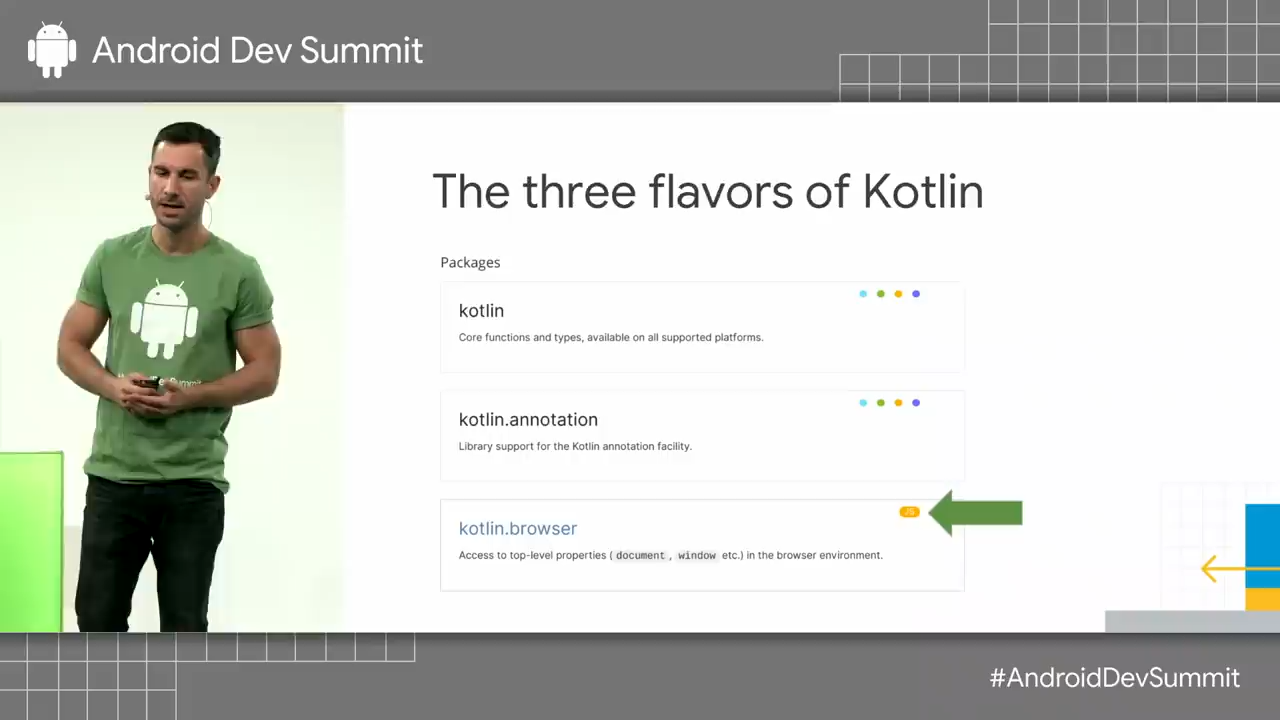 Android Dev Summit
The three flavors of Kotlin
Packages
kotlin
Core functions and types, available on all supported platforms.
kotlin.annotation
Library support for the Kotlin annotation facility.
JS
kotlin.browser
Access to top-level properties ( document, window etc.) in the browser environment.
#AndroidDevSummit